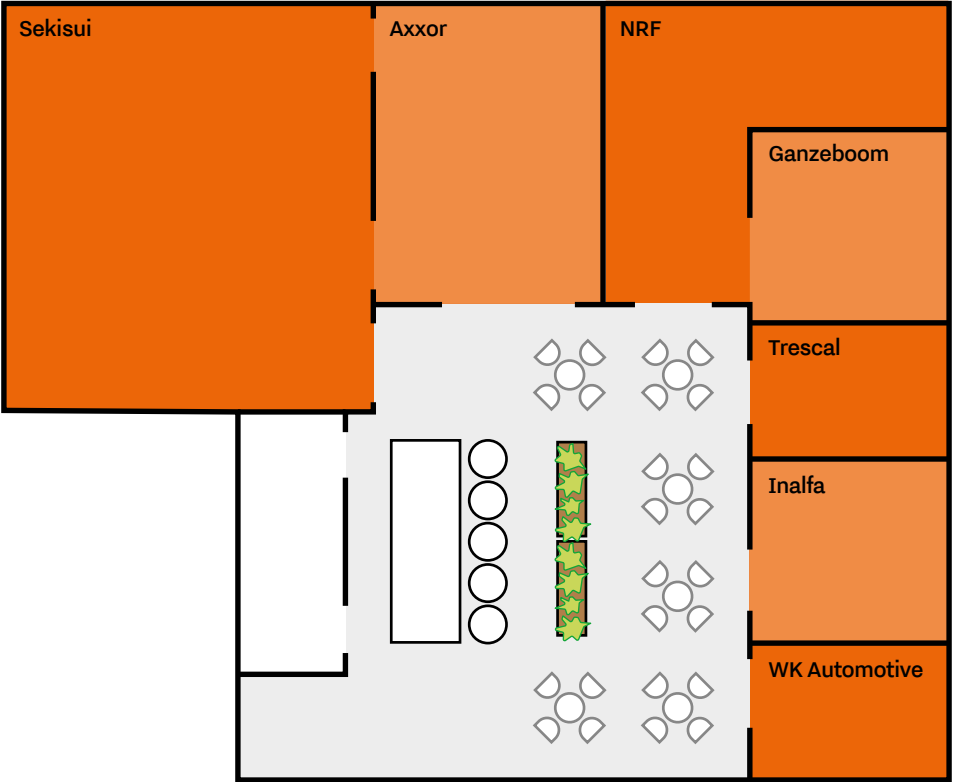 Sekisui
Axxor
NRF
Ganzeboom
Trescal
Inalfa
WK Automotive